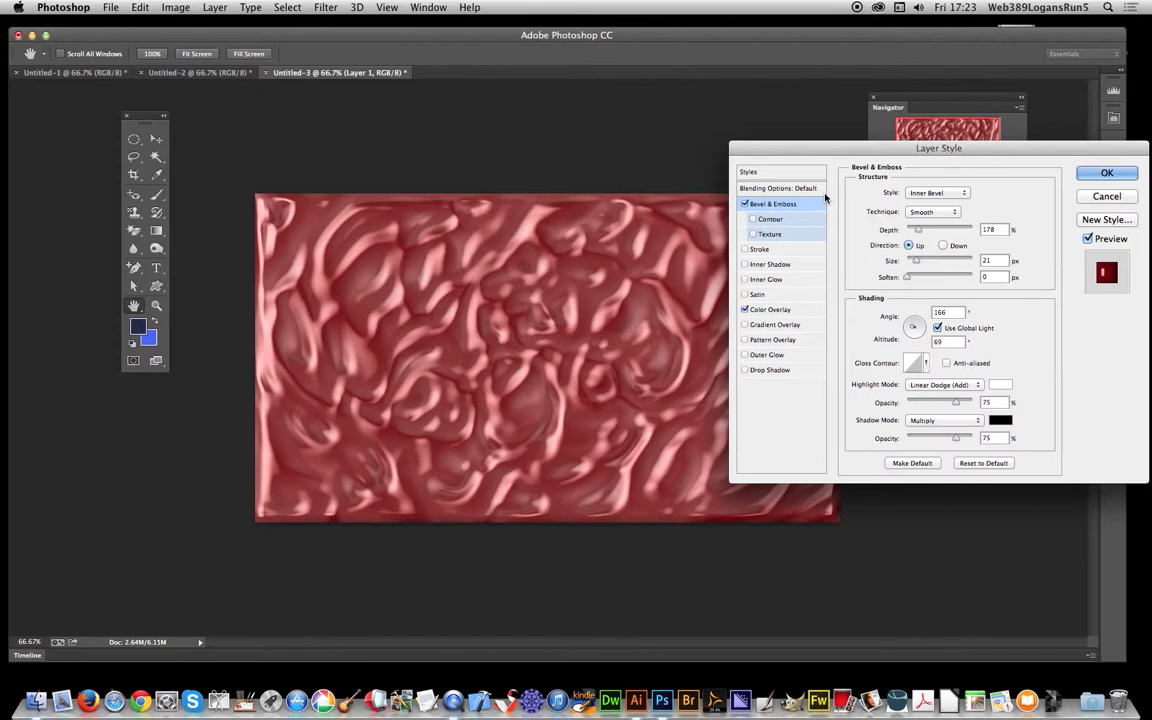 Photoshop File Edit Image Layer Type Select Filter 3D View Window Help Fri 17:23 Web389LogansRun5
Adobe Photoshop CC
Scroll All Windows 100% Fit Screen Fill Screen Essentials
Untitled-1 @ 66.7% (RGB/8) * Untitled-2 @ 66.7% (RGB/8) * Untitled-3 @ 66.7% (Layer 1, RGB/8) *
Navigator
Layer Style
Styles
Blending Options: Default
Bevel & Emboss
Contour
Texture
Stroke
Inner Shadow
Inner Glow
Satin
Color Overlay
Gradient Overlay
Pattern Overlay
Outer Glow
Drop Shadow
Bevel & Emboss
Structure
Style: Inner Bevel
Technique: Smooth
Depth: 178 %
Direction: Up Down
Size: 21 px
Soften: 0 px
Shading
Angle: 166 °
Use Global Light
Altitude: 69 °
Gloss Contour: Anti-aliased
Highlight Mode: Linear Dodge (Add)
Opacity: 75 %
Shadow Mode: Multiply
Opacity: 75 %
Make Default Reset to Default
OK
Cancel
New Style...
Preview
66.67% Doc: 2.64M/6.15M
Timeline
kindle
Dw Ai Ps Br Fw